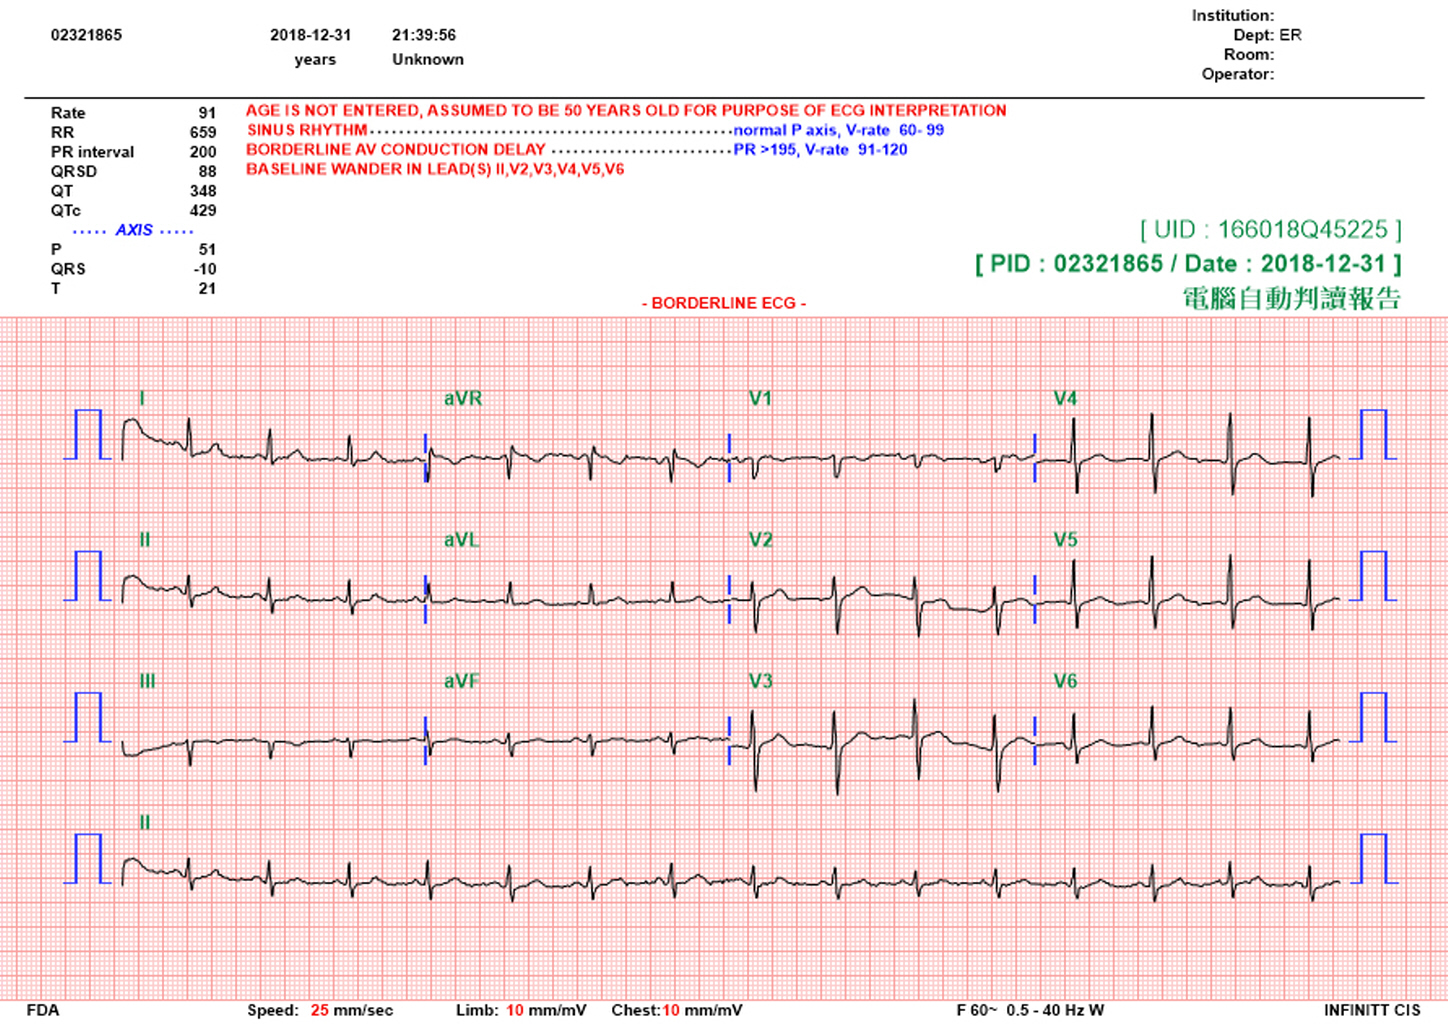 Institution:
02321865 2018-12-31 21:39:56 Dept: ER
years Unknown Room:
Operator:
Rate 91 AGE IS NOT ENTERED, ASSUMED TO BE 50 YEARS OLD FOR PURPOSE OF ECG INTERPRETATION
RR 659 SINUS RHYTHM normal P axis, V-rate 60- 99
PR interval 200 BORDERLINE AV CONDUCTION DELAY PR >195, V-rate 91-120
QRSD 88 BASELINE WANDER IN LEAD(S) II,V2,V3,V4,V5,V6
QT 348
QTc 429
····· AXIS ·····
P 51
QRS -10
T 21
[ UID : 166018Q45225 ]
[ PID : 02321865 / Date : 2018-12-31 ]
電腦自動判讀報告
- BORDERLINE ECG -
I aVR V1 V4
II aVL V2 V5
III aVF V3 V6
II
FDA Speed: 25 mm/sec Limb: 10 mm/mV Chest:10 mm/mV F 60~ 0.5 - 40 Hz W INFINITT CIS